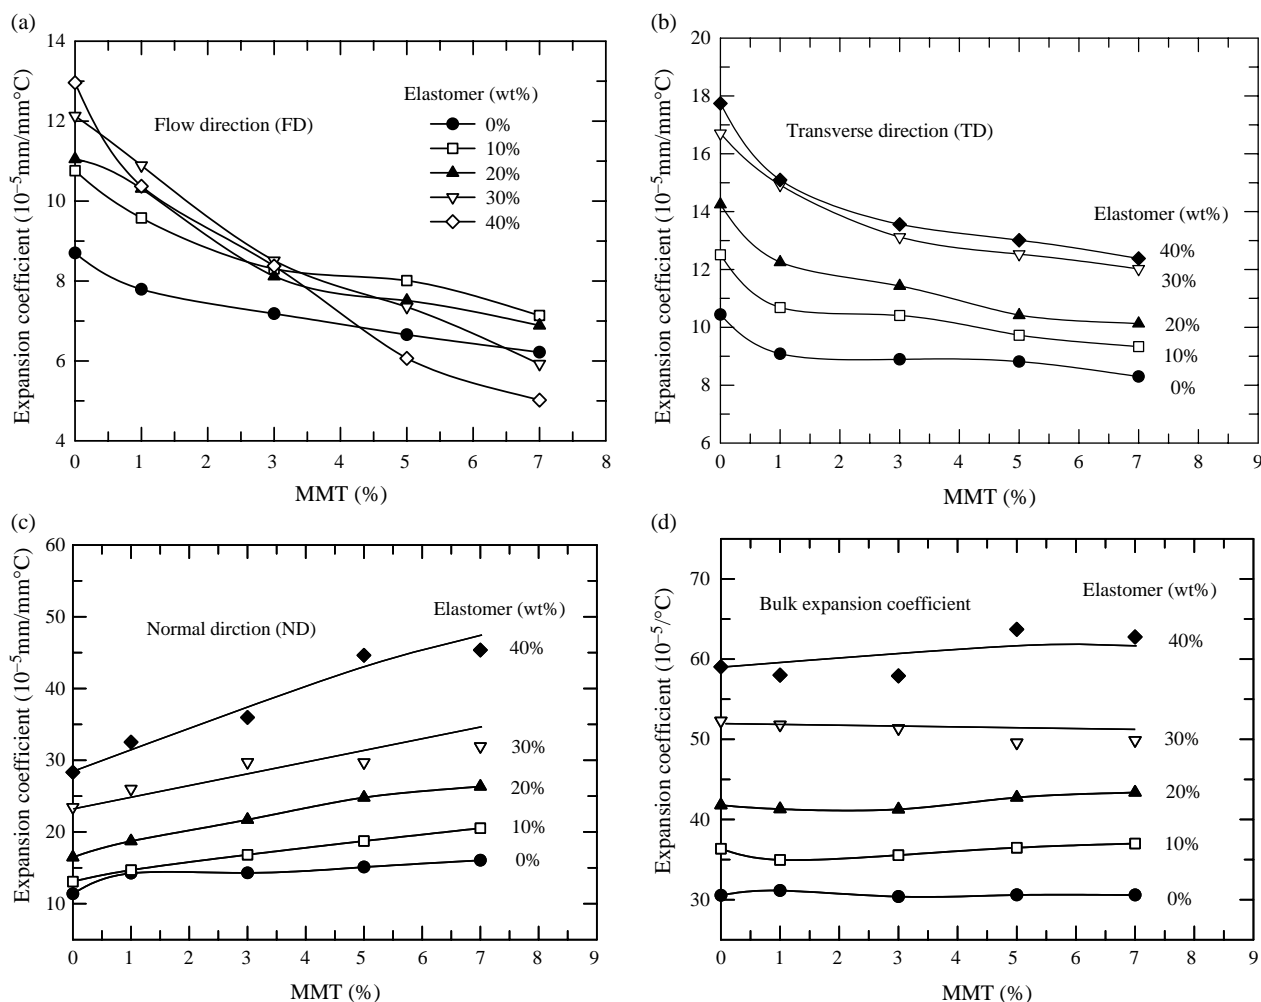 (a)
Expansion coefficient (10⁻⁵mm/mm°C)
14
12
10
8
6
4
Flow direction (FD)
Elastomer (wt%)
0%
10%
20%
30%
40%
0 1 2 3 4 5 6 7 8
MMT (%)
(b)
Expansion coefficient (10⁻⁵mm/mm°C)
20
18
16
14
12
10
8
6
Transverse direction (TD)
Elastomer (wt%)
40%
30%
20%
10%
0%
0 1 2 3 4 5 6 7 8 9
MMT (%)
(c)
Expansion coefficient (10⁻⁵mm/mm°C)
60
50
40
30
20
10
Normal dirction (ND)
Elastomer (wt%)
40%
30%
20%
10%
0%
0 1 2 3 4 5 6 7 8 9
MMT (%)
(d)
Expansion coefficient (10⁻⁵/°C)
70
60
50
40
30
Bulk expansion coefficient
Elastomer (wt%)
40%
30%
20%
10%
0%
0 1 2 3 4 5 6 7 8 9
MMT (%)